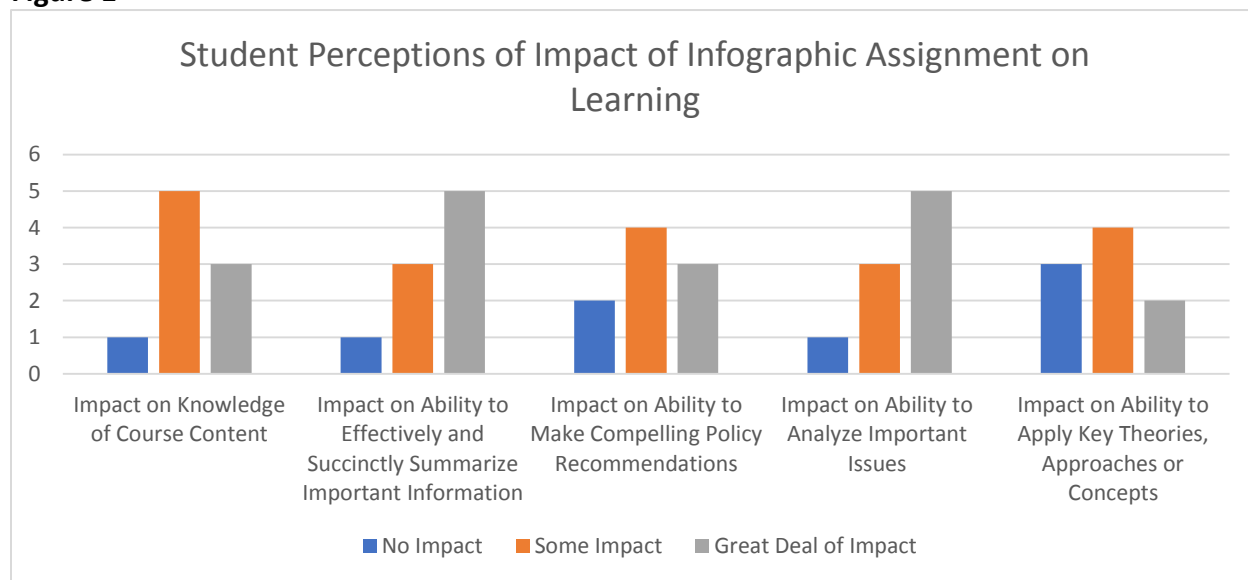 Student Perceptions of Impact of Infographic Assignment on
Learning
6
5
4
3
2
1
0
Impact on Knowledge
of Course Content
Impact on Ability to
Effectively and
Succinctly Summarize
Important Information
Impact on Ability to
Make Compelling Policy
Recommendations
Impact on Ability to
Analyze Important
Issues
Impact on Ability to
Apply Key Theories,
Approaches or
Concepts
No Impact Some Impact Great Deal of Impact